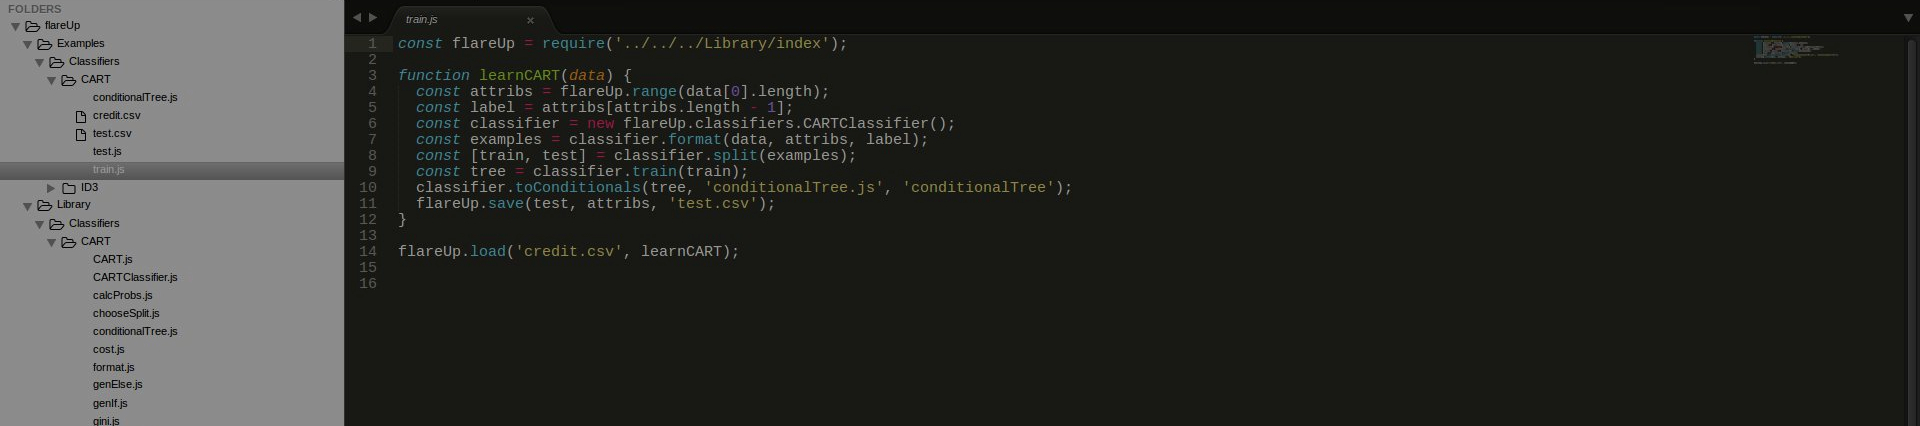 FOLDERS
flareUp
Examples
Classifiers
CART
conditionalTree.js
credit.csv
test.csv
test.js
train.js
ID3
Library
Classifiers
CART
CART.js
CARTClassifier.js
calcProbs.js
chooseSplit.js
conditionalTree.js
cost.js
format.js
genElse.js
genIf.js
gini.js
train.js ×
1 const flareUp = require('../../../Library/index');
2
3 function learnCART(data) {
4   const attribs = flareUp.range(data[0].length);
5   const label = attribs[attribs.length - 1];
6   const classifier = new flareUp.classifiers.CARTClassifier();
7   const examples = classifier.format(data, attribs, label);
8   const [train, test] = classifier.split(examples);
9   const tree = classifier.train(train);
10   classifier.toConditionals(tree, 'conditionalTree.js', 'conditionalTree');
11   flareUp.save(test, attribs, 'test.csv');
12 }
13
14 flareUp.load('credit.csv', learnCART);
15
16